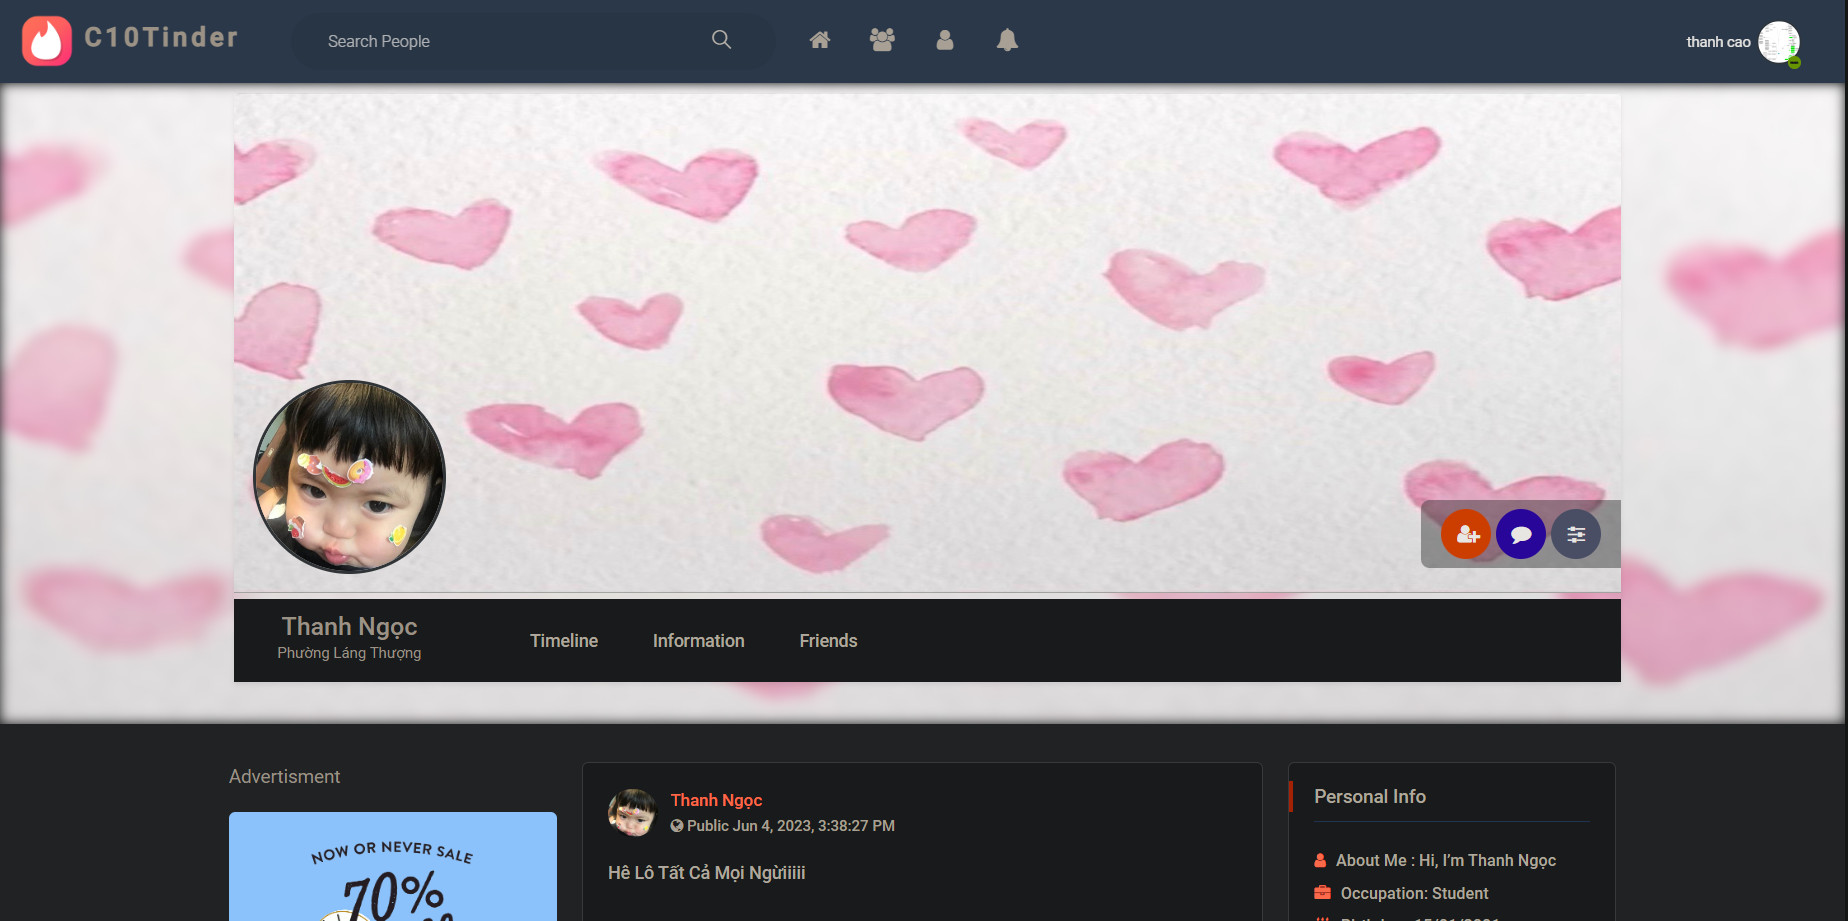 C10Tinder
Search People
thanh cao
Thanh Ngọc
Phường Láng Thượng
Timeline
Information
Friends
Advertisment
NOW OR NEVER SALE
70%
Thanh Ngọc
Public Jun 4, 2023, 3:38:27 PM
Hê Lô Tất Cả Mọi Ngừiiiii
Personal Info
About Me : Hi, I’m Thanh Ngọc
Occupation: Student